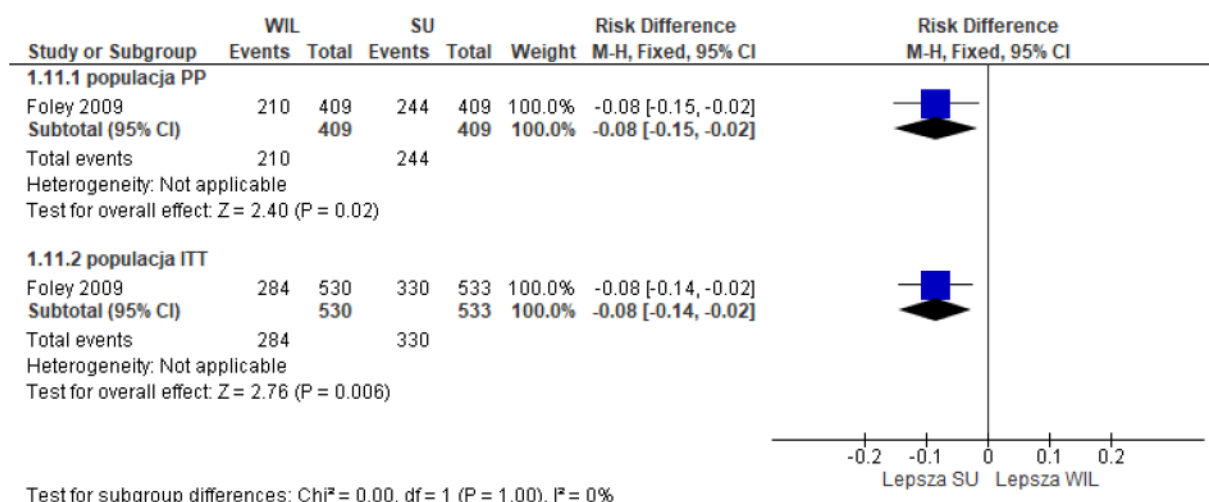 WIL SU Risk Difference Risk Difference
Study or Subgroup Events Total Events Total Weight M-H, Fixed, 95% CI M-H, Fixed, 95% CI
1.11.1 populacja PP
Foley 2009 210 409 244 409 100.0% -0.08 [-0.15, -0.02]
Subtotal (95% CI) 409 409 100.0% -0.08 [-0.15, -0.02]
Total events 210 244
Heterogeneity: Not applicable
Test for overall effect: Z = 2.40 (P = 0.02)
1.11.2 populacja ITT
Foley 2009 284 530 330 533 100.0% -0.08 [-0.14, -0.02]
Subtotal (95% CI) 530 533 100.0% -0.08 [-0.14, -0.02]
Total events 284 330
Heterogeneity: Not applicable
Test for overall effect: Z = 2.76 (P = 0.006)
-0.2 -0.1 0 0.1 0.2
Lepsza SU Lepsza WIL
Test for subgroup differences: Chi² = 0.00, df = 1 (P = 1.00), I² = 0%